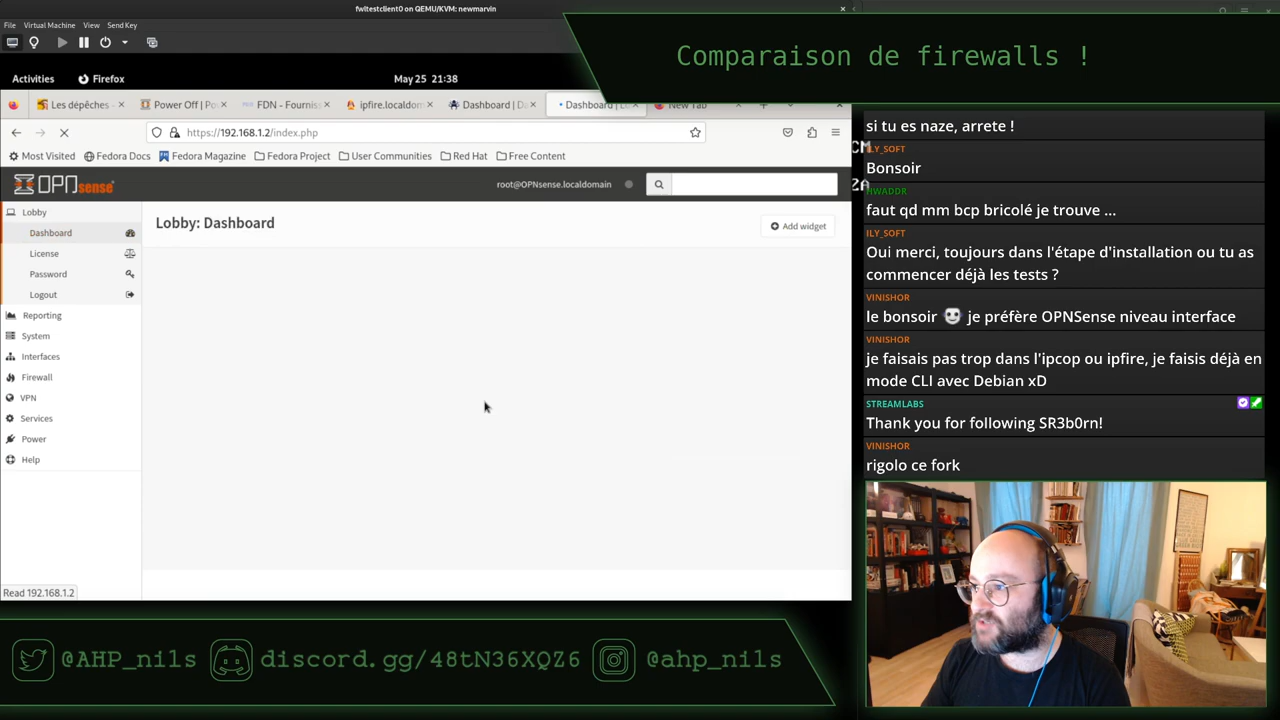 fwltestclient0 on QEMU/KVM: newmarvin
File Virtual Machine View Send Key
Comparaison de firewalls !
Activities Firefox May 25 21:38
Les dépêches Power Off | Po FDN - Fourniss ipfire.localdom Dashboard | Da Dashboard | L New Tab
https://192.168.1.2/index.php
Most Visited Fedora Docs Fedora Magazine Fedora Project User Communities Red Hat Free Content
OPNsense root@OPNsense.localdomain
Lobby
Dashboard
License
Password
Logout
Reporting
System
Interfaces
Firewall
VPN
Services
Power
Help
Lobby: Dashboard
Add widget
Read 192.168.1.2
si tu es naze, arrete !
ILY_SOFT
Bonsoir
HWADDR
faut qd mm bcp bricolé je trouve ...
ILY_SOFT
Oui merci, toujours dans l'étape d'installation ou tu as
commencer déjà les tests ?
VINISHOR
le bonsoir je préfère OPNSense niveau interface
VINISHOR
je faisais pas trop dans l'ipcop ou ipfire, je faisis déjà en
mode CLI avec Debian xD
STREAMLABS
Thank you for following SR3b0rn!
VINISHOR
rigolo ce fork
@AHP_nils discord.gg/48tN36XQZ6 @ahp_nils